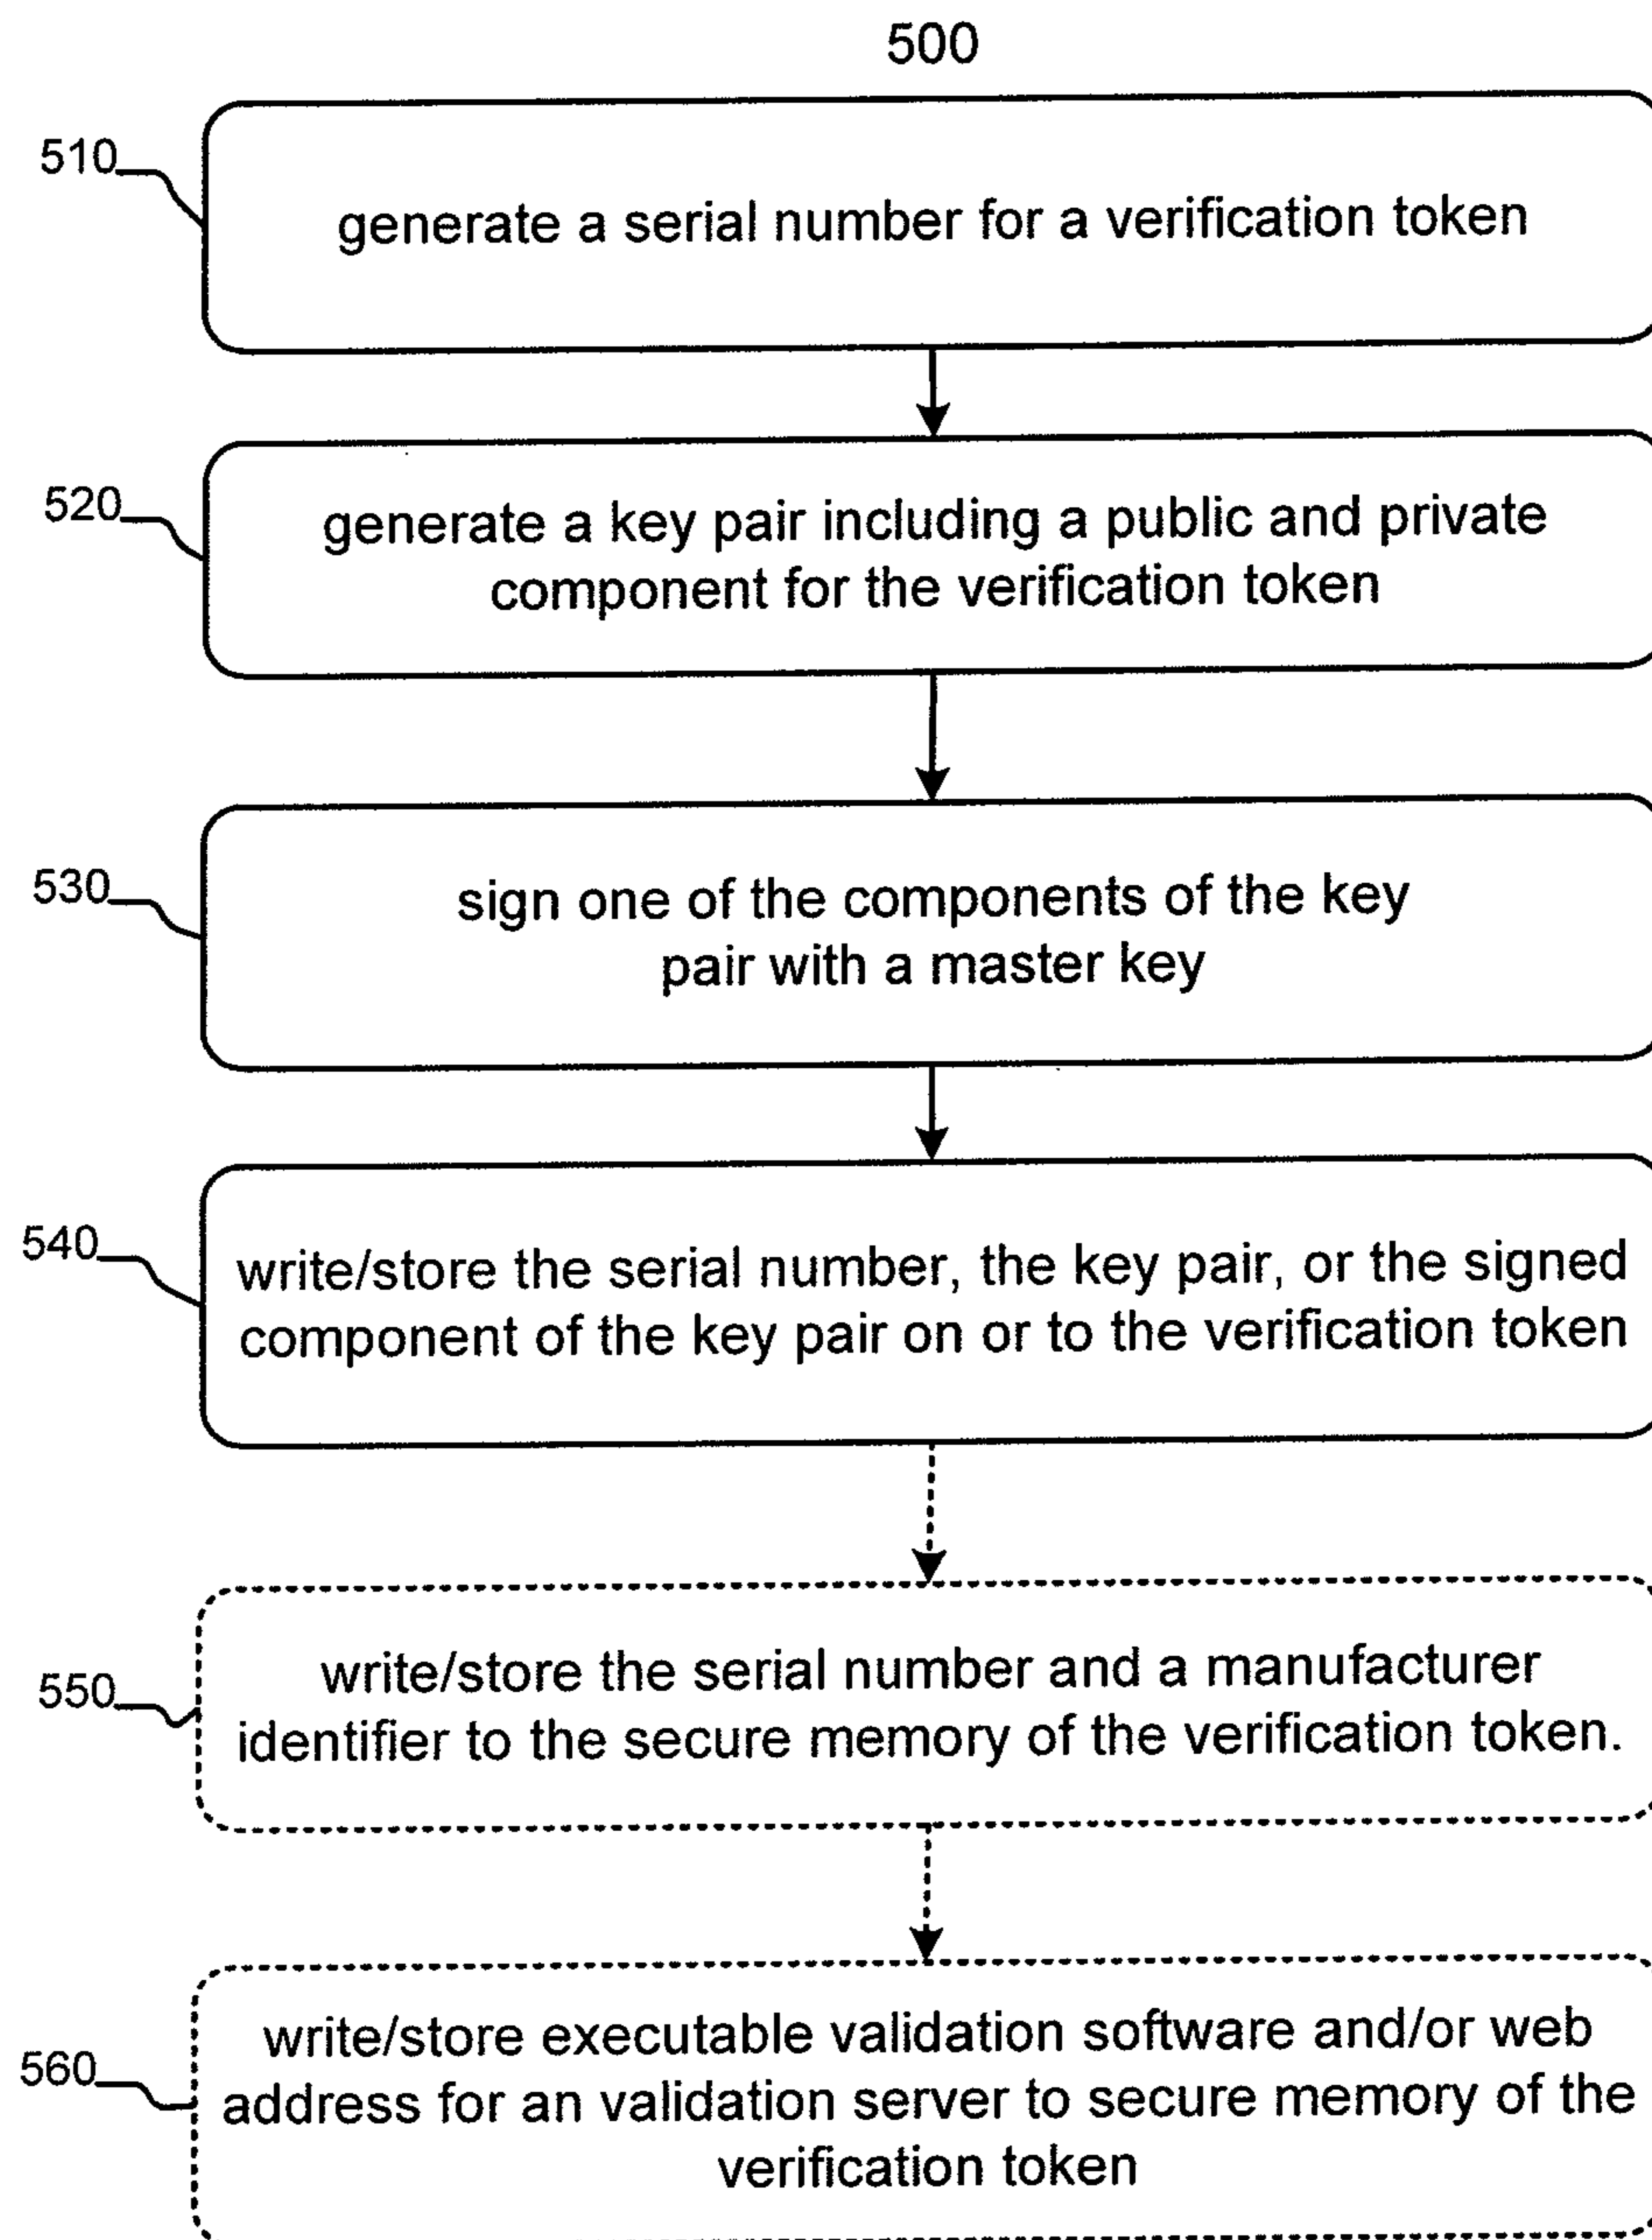 500
510
generate a serial number for a verification token
520
generate a key pair including a public and private
component for the verification token
530
sign one of the components of the key
pair with a master key
540
write/store the serial number, the key pair, or the signed
component of the key pair on or to the verification token
550
write/store the serial number and a manufacturer
identifier to the secure memory of the verification token.
560
write/store executable validation software and/or web
address for an validation server to secure memory of the
verification token